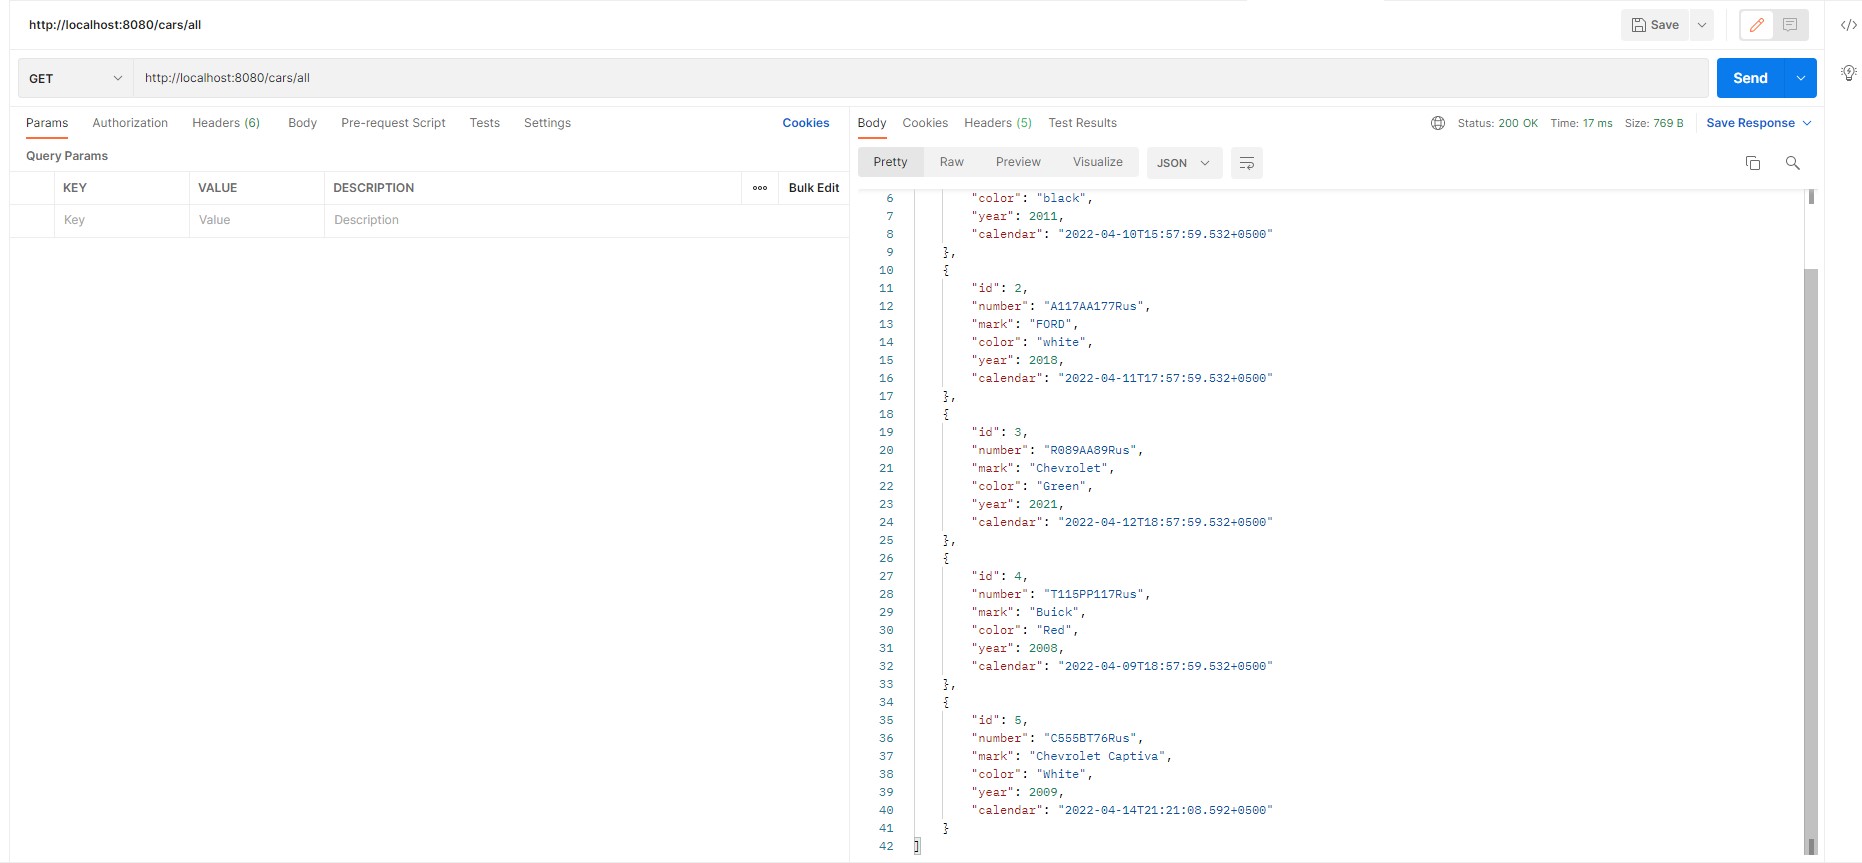 http://localhost:8080/cars/all
Save
GET
http://localhost:8080/cars/all
Send
Params Authorization Headers (6) Body Pre-request Script Tests Settings Cookies
Query Params
KEY VALUE DESCRIPTION ooo Bulk Edit
Key Value Description
Body Cookies Headers (5) Test Results Status: 200 OK Time: 17 ms Size: 769 B Save Response
Pretty Raw Preview Visualize JSON
6 "color": "black",
7 "year": 2011,
8 "calendar": "2022-04-10T15:57:59.532+0500"
9 },
10 {
11 "id": 2,
12 "number": "A117AA177Rus",
13 "mark": "FORD",
14 "color": "white",
15 "year": 2018,
16 "calendar": "2022-04-11T17:57:59.532+0500"
17 },
18 {
19 "id": 3,
20 "number": "R089AA89Rus",
21 "mark": "Chevrolet",
22 "color": "Green",
23 "year": 2021,
24 "calendar": "2022-04-12T18:57:59.532+0500"
25 },
26 {
27 "id": 4,
28 "number": "T115PP117Rus",
29 "mark": "Buick",
30 "color": "Red",
31 "year": 2008,
32 "calendar": "2022-04-09T18:57:59.532+0500"
33 },
34 {
35 "id": 5,
36 "number": "C555BT76Rus",
37 "mark": "Chevrolet Captiva",
38 "color": "White",
39 "year": 2009,
40 "calendar": "2022-04-14T21:21:08.592+0500"
41 }
42 ]